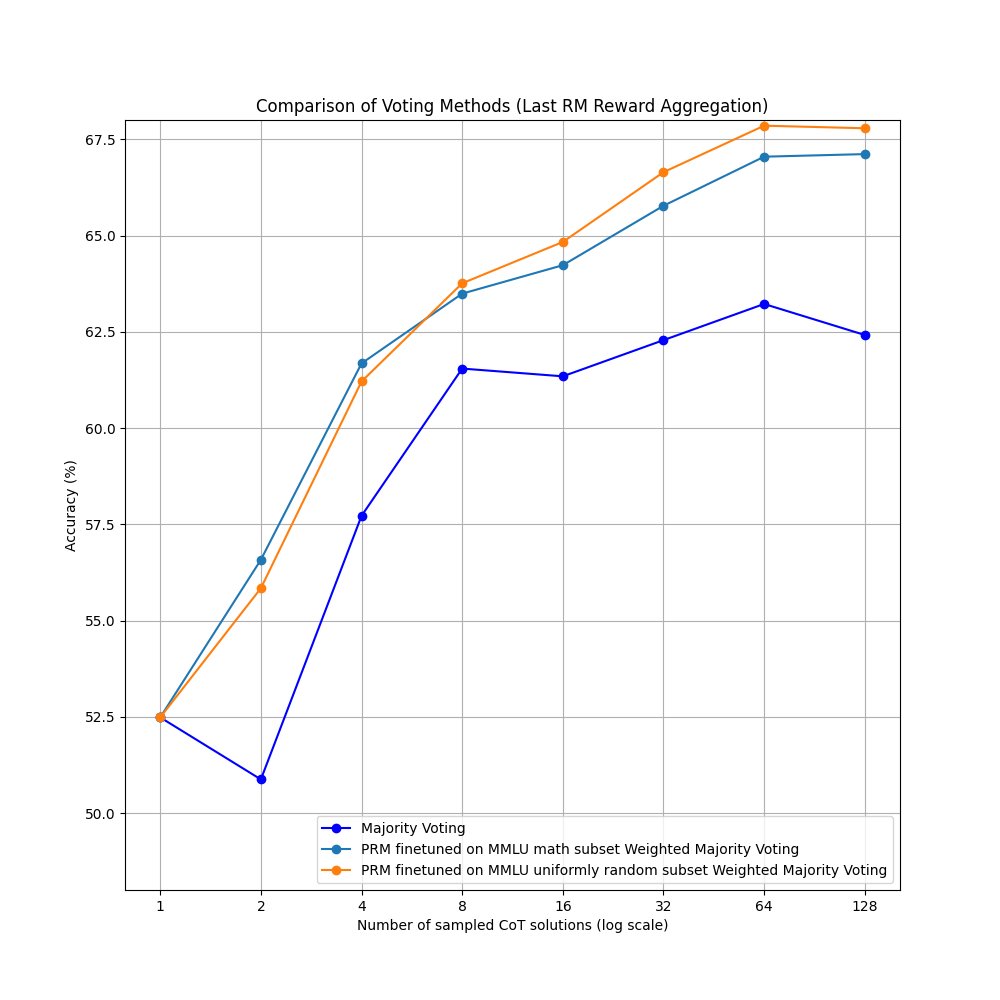 Comparison of Voting Methods (Last RM Reward Aggregation)
67.5
65.0
62.5
60.0
57.5
55.0
52.5
50.0
Accuracy (%)
Majority Voting
PRM finetuned on MMLU math subset Weighted Majority Voting
PRM finetuned on MMLU uniformly random subset Weighted Majority Voting
1 2 4 8 16 32 64 128
Number of sampled CoT solutions (log scale)